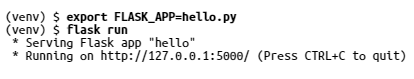 (venv) $ export FLASK_APP=hello.py
(venv) $ flask run
 * Serving Flask app "hello"
 * Running on http://127.0.0.1:5000/ (Press CTRL+C to quit)